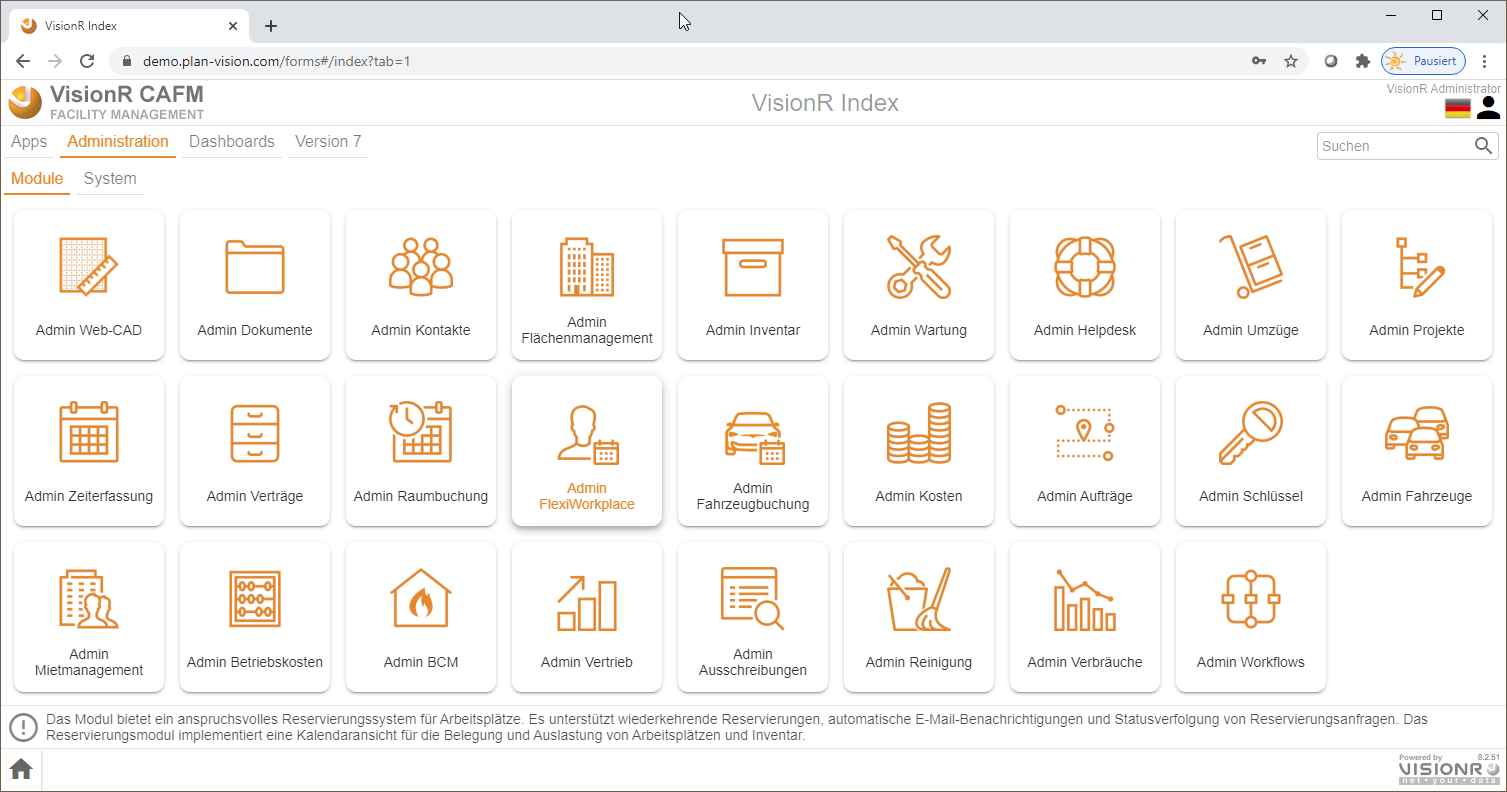 VisionR Index
demo.plan-vision.com/forms#/index?tab=1
Pausiert
VisionR CAFM
FACILITY MANAGEMENT
VisionR Index
VisionR Administrator
Apps Administration Dashboards Version 7
Suchen
Module System
Admin Web-CAD
Admin Dokumente
Admin Kontakte
Admin
Flächenmanagement
Admin Inventar
Admin Wartung
Admin Helpdesk
Admin Umzüge
Admin Projekte
Admin Zeiterfassung
Admin Verträge
Admin Raumbuchung
Admin
FlexiWorkplace
Admin
Fahrzeugbuchung
Admin Kosten
Admin Aufträge
Admin Schlüssel
Admin Fahrzeuge
Admin
Mietmanagement
Admin Betriebskosten
Admin BCM
Admin Vertrieb
Admin
Ausschreibungen
Admin Reinigung
Admin Verbräuche
Admin Workflows
Das Modul bietet ein anspruchsvolles Reservierungssystem für Arbeitsplätze. Es unterstützt wiederkehrende Reservierungen, automatische E-Mail-Benachrichtigungen und Statusverfolgung von Reservierungsanfragen. Das
Reservierungsmodul implementiert eine Kalendaransicht für die Belegung und Auslastung von Arbeitsplätzen und Inventar.
Powered by 8.2.51
VISIONR
net • your • data